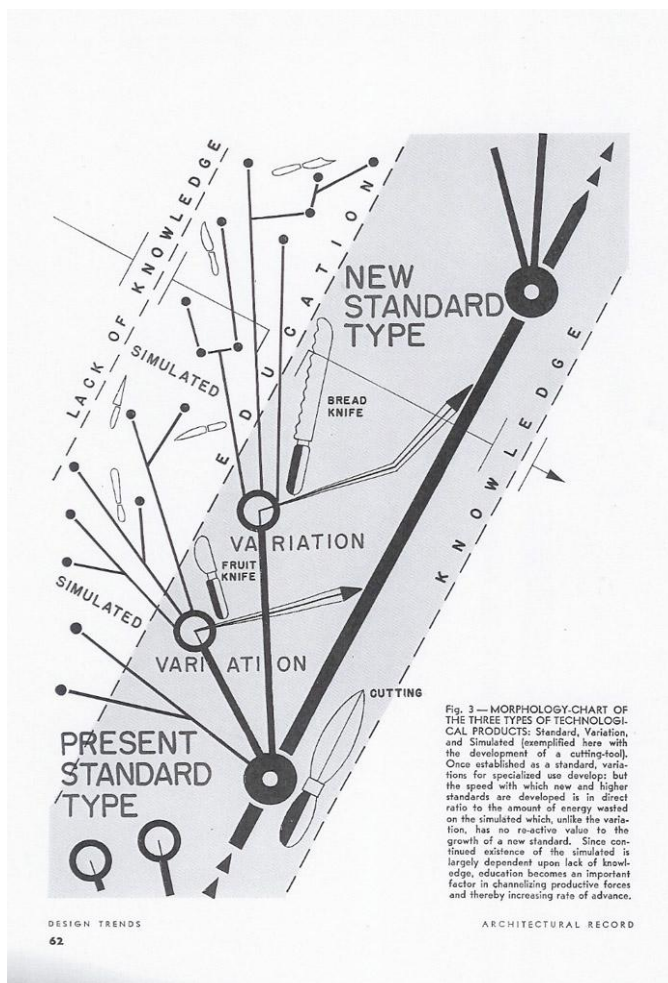 LACK OF KNOWLEDGE
EDUCATION
NEW
STANDARD
TYPE
SIMULATED
BREAD
KNIFE
KNOWLEDGE
VARIATION
FRUIT
KNIFE
SIMULATED
VARIATION
CUTTING
PRESENT
STANDARD
TYPE
Fig. 3 — MORPHOLOGY-CHART OF
THE THREE TYPES OF TECHNOLOGI-
CAL PRODUCTS: Standard, Variation,
and Simulated (exemplified here with
the development of a cutting-tool).
Once established as a standard, varia-
tions for specialized use develop: but
the speed with which new and higher
standards are developed is in direct
ratio to the amount of energy wasted
on the simulated which, unlike the varia-
tion, has no re-active value to the
growth of a new standard. Since con-
tinued existence of the simulated is
largely dependent upon lack of knowl-
edge, education becomes an important
factor in channelizing productive forces
and thereby increasing rate of advance.
DESIGN TRENDS
ARCHITECTURAL RECORD
62